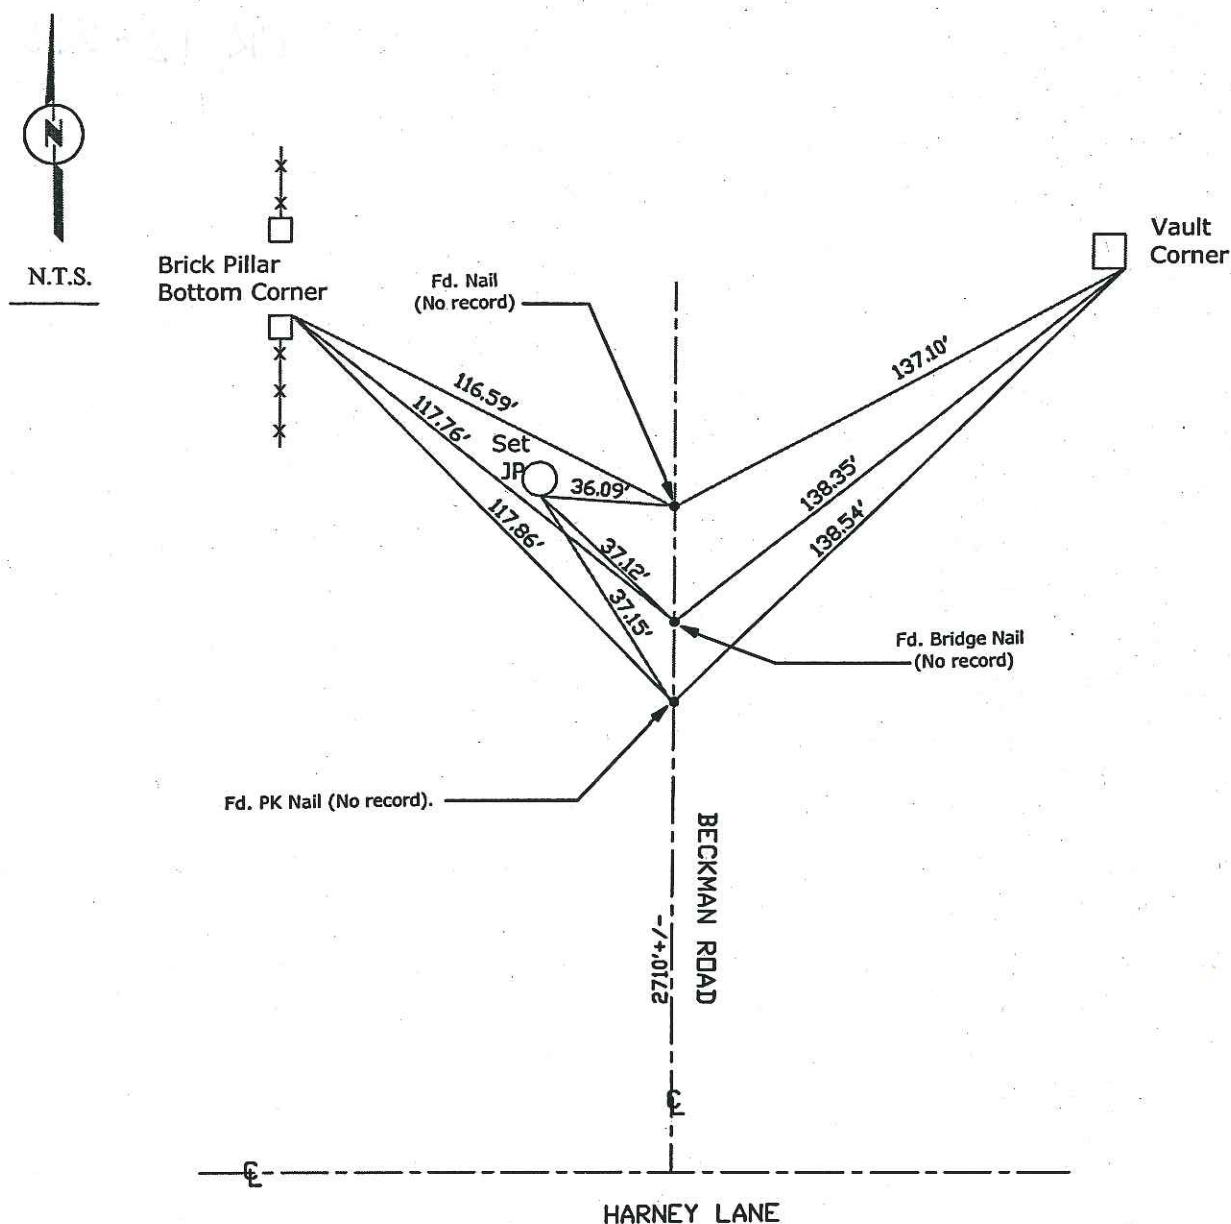 N
N.T.S.
Brick Pillar
Bottom Corner
Fd. Nail
(No record)
Vault
Corner
116.59'
137.10'
117.76'
Set
JP
36.09'
138.35'
117.86'
138.54'
37.12'
37.15'
Fd. Bridge Nail
(No record)
Fd. PK Nail (No record).
BECKMAN ROAD
2710'+/-
℄
℄
HARNEY LANE